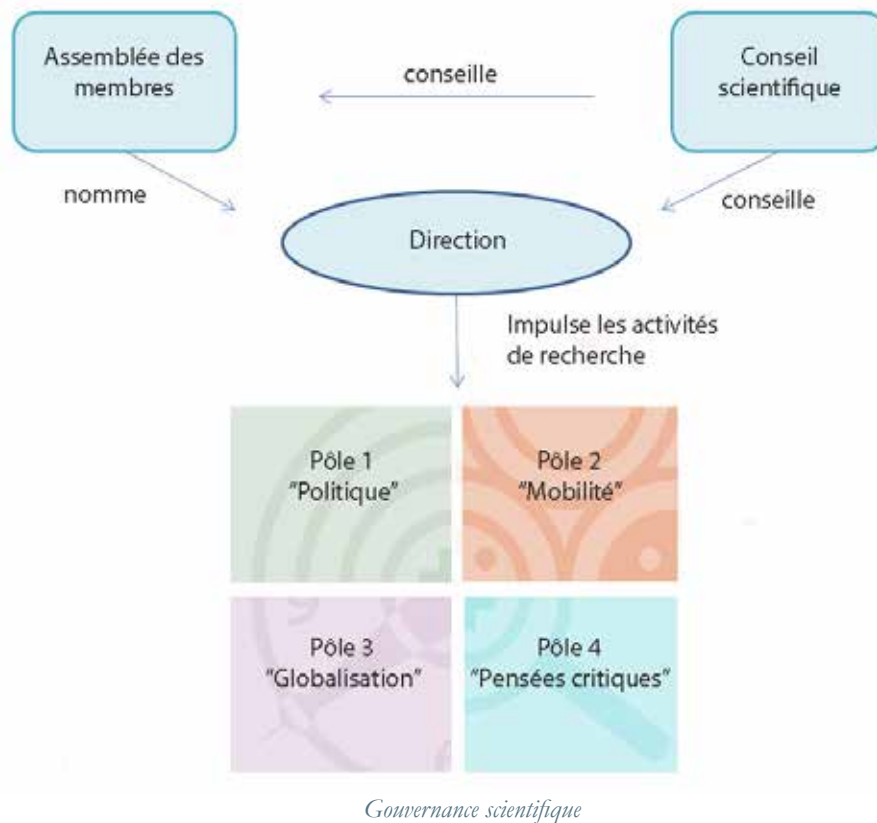 Assemblée des
membres
conseille
Conseil
scientifique
nomme
conseille
Direction
Impulse les activités
de recherche
Pôle 1
"Politique"
Pôle 2
"Mobilité"
Pôle 3
"Globalisation"
Pôle 4
"Pensées critiques"
Gouvernance scientifique